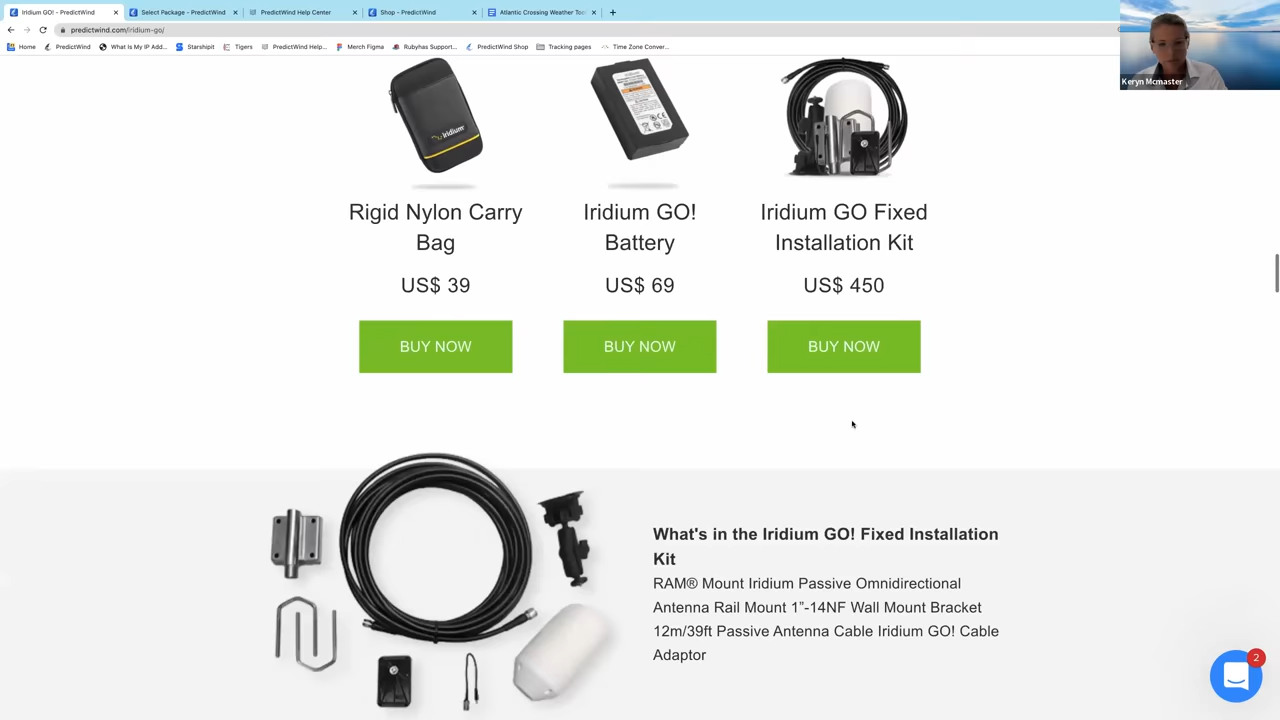 Iridium GO! - PredictWind
Select Package - PredictWind
PredictWind Help Center
Shop - PredictWind
Atlantic Crossing Weather Too
predictwind.com/iridium-go/
Home
PredictWind
What Is My IP Add...
Starshipit
Tigers
PredictWind Help...
Merch Figma
Rubyhas Support...
PredictWind Shop
Tracking pages
Time Zone Conver...
Keryn Mcmaster
iridium
Rigid Nylon Carry
Bag
Iridium GO!
Battery
Iridium GO Fixed
Installation Kit
US$ 39
US$ 69
US$ 450
BUY NOW
BUY NOW
BUY NOW
What's in the Iridium GO! Fixed Installation
Kit
RAM® Mount Iridium Passive Omnidirectional
Antenna Rail Mount 1”-14NF Wall Mount Bracket
12m/39ft Passive Antenna Cable Iridium GO! Cable
Adaptor
2